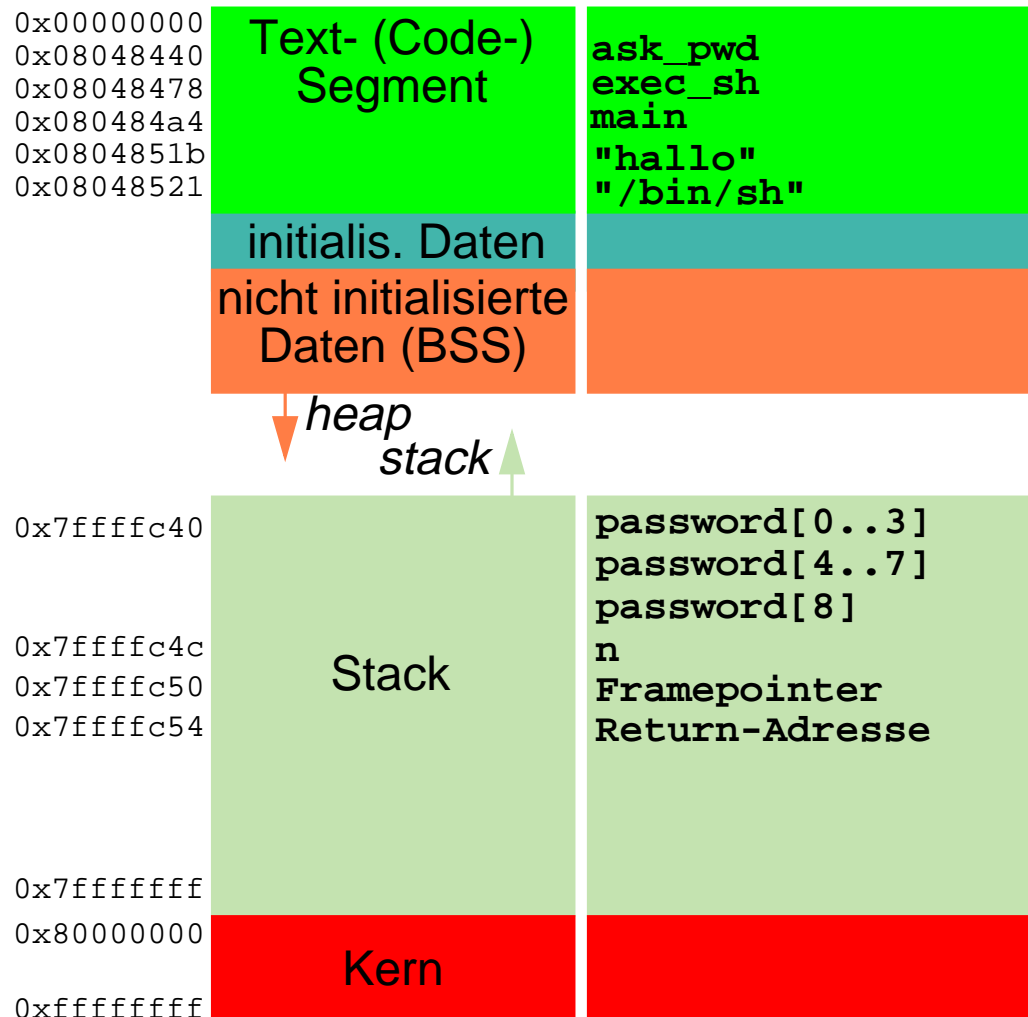 0x00000000
0x08048440
0x08048478
0x080484a4
0x0804851b
0x08048521
Text- (Code-)
Segment
ask_pwd
exec_sh
main
"hallo"
"/bin/sh"
initialis. Daten
nicht initialisierte
Daten (BSS)
heap
stack
0x7ffffc40
0x7ffffc4c
0x7ffffc50
0x7ffffc54
0x7fffffff
Stack
password[0..3]
password[4..7]
password[8]
n
Framepointer
Return-Adresse
0x80000000
0xffffffff
Kern